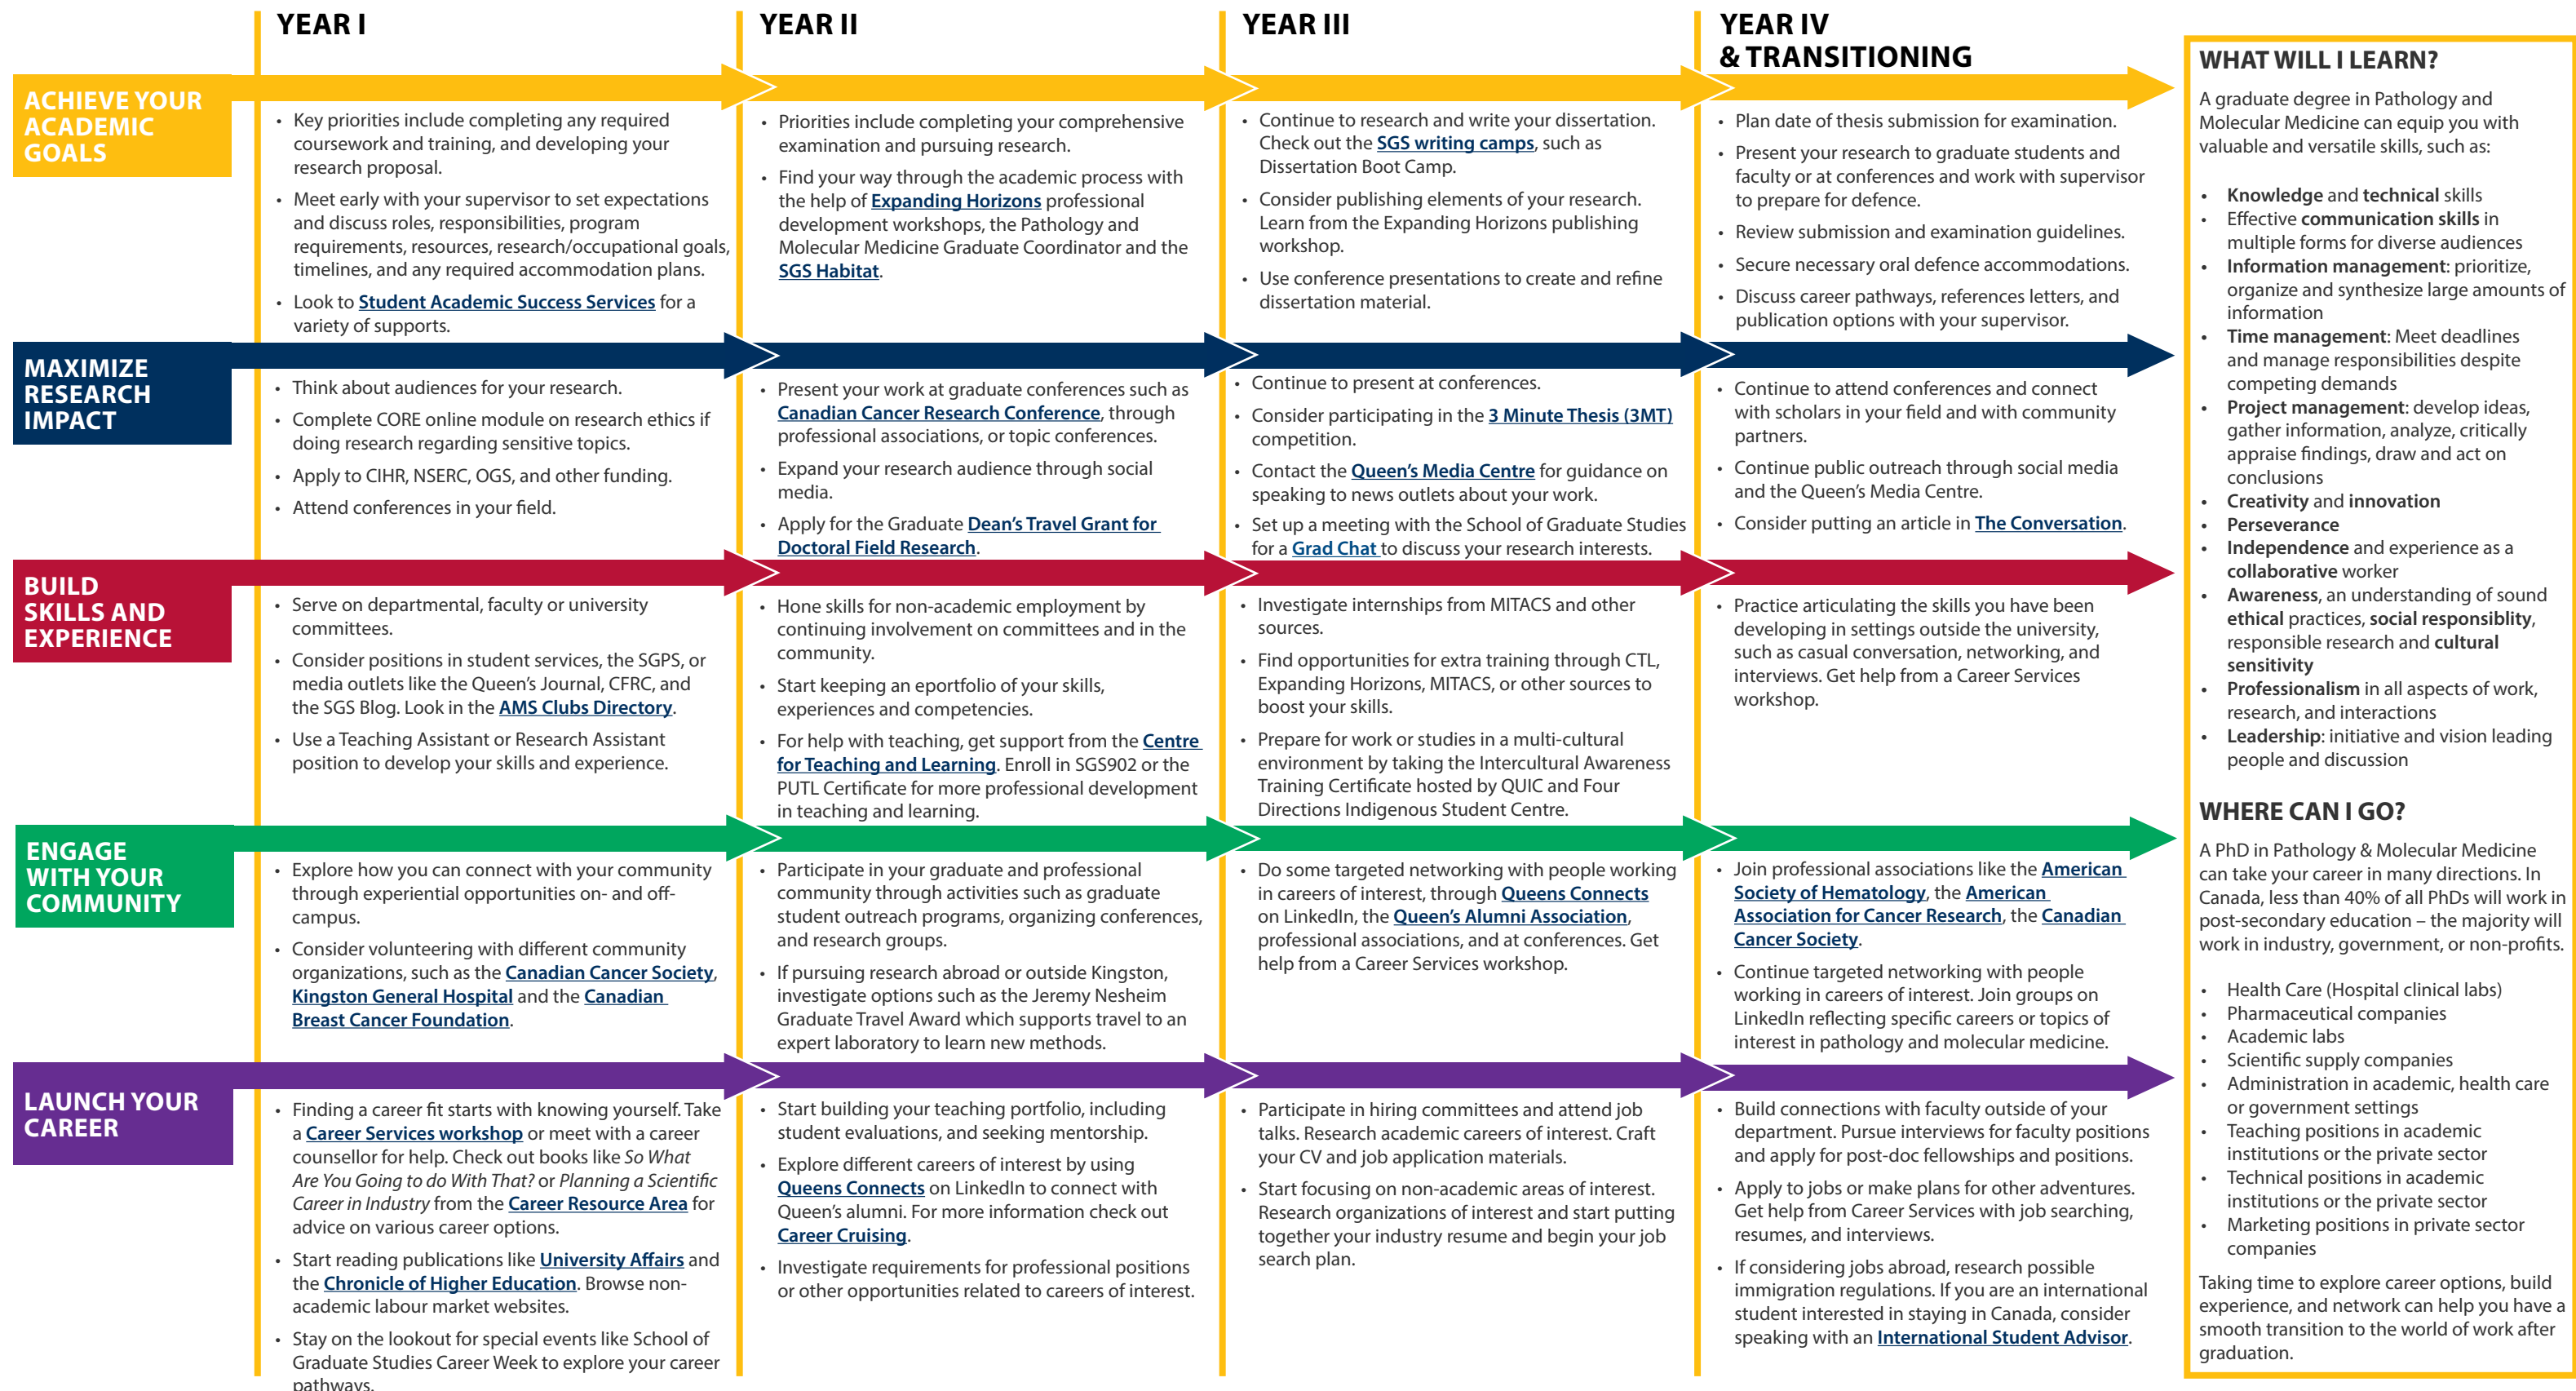 YEAR I
YEAR II
YEAR III
YEAR IV
& TRANSITIONING
ACHIEVE YOUR
ACADEMIC
GOALS
• Key priorities include completing any required
coursework and training, and developing your
research proposal.
• Meet early with your supervisor to set expectations
and discuss roles, responsibilities, program
requirements, resources, research/occupational goals,
timelines, and any required accommodation plans.
• Look to Student Academic Success Services for a
variety of supports.
• Priorities include completing your comprehensive
examination and pursuing research.
• Find your way through the academic process with
the help of Expanding Horizons professional
development workshops, the Pathology and
Molecular Medicine Graduate Coordinator and the
SGS Habitat.
• Continue to research and write your dissertation.
Check out the SGS writing camps, such as
Dissertation Boot Camp.
• Consider publishing elements of your research.
Learn from the Expanding Horizons publishing
workshop.
• Use conference presentations to create and refine
dissertation material.
• Plan date of thesis submission for examination.
• Present your research to graduate students and
faculty or at conferences and work with supervisor
to prepare for defence.
• Review submission and examination guidelines.
• Secure necessary oral defence accommodations.
• Discuss career pathways, references letters, and
publication options with your supervisor.
MAXIMIZE
RESEARCH
IMPACT
• Think about audiences for your research.
• Complete CORE online module on research ethics if
doing research regarding sensitive topics.
• Apply to CIHR, NSERC, OGS, and other funding.
• Attend conferences in your field.
• Present your work at graduate conferences such as
Canadian Cancer Research Conference, through
professional associations, or topic conferences.
• Expand your research audience through social
media.
• Apply for the Graduate Dean's Travel Grant for
Doctoral Field Research.
• Continue to present at conferences.
• Consider participating in the 3 Minute Thesis (3MT)
competition.
• Contact the Queen's Media Centre for guidance on
speaking to news outlets about your work.
• Set up a meeting with the School of Graduate Studies
for a Grad Chat to discuss your research interests.
• Continue to attend conferences and connect
with scholars in your field and with community
partners.
• Continue public outreach through social media
and the Queen's Media Centre.
• Consider putting an article in The Conversation.
BUILD
SKILLS AND
EXPERIENCE
• Serve on departmental, faculty or university
committees.
• Consider positions in student services, the SGPS, or
media outlets like the Queen's Journal, CFRC, and
the SGS Blog. Look in the AMS Clubs Directory.
• Use a Teaching Assistant or Research Assistant
position to develop your skills and experience.
• Hone skills for non-academic employment by
continuing involvement on committees and in the
community.
• Start keeping an eportfolio of your skills,
experiences and competencies.
• For help with teaching, get support from the Centre
for Teaching and Learning. Enroll in SGS902 or the
PUTL Certificate for more professional development
in teaching and learning.
• Investigate internships from MITACS and other
sources.
• Find opportunities for extra training through CTL,
Expanding Horizons, MITACS, or other sources to
boost your skills.
• Prepare for work or studies in a multi-cultural
environment by taking the Intercultural Awareness
Training Certificate hosted by QUIC and Four
Directions Indigenous Student Centre.
• Practice articulating the skills you have been
developing in settings outside the university,
such as casual conversation, networking, and
interviews. Get help from a Career Services
workshop.
ENGAGE
WITH YOUR
COMMUNITY
• Explore how you can connect with your community
through experiential opportunities on- and off-
campus.
• Consider volunteering with different community
organizations, such as the Canadian Cancer Society,
Kingston General Hospital and the Canadian
Breast Cancer Foundation.
• Participate in your graduate and professional
community through activities such as graduate
student outreach programs, organizing conferences,
and research groups.
• If pursuing research abroad or outside Kingston,
investigate options such as the Jeremy Nesheim
Graduate Travel Award which supports travel to an
expert laboratory to learn new methods.
• Do some targeted networking with people working
in careers of interest, through Queens Connects
on LinkedIn, the Queen's Alumni Association,
professional associations, and at conferences. Get
help from a Career Services workshop.
• Join professional associations like the American
Society of Hematology, the American
Association for Cancer Research, the Canadian
Cancer Society.
• Continue targeted networking with people
working in careers of interest. Join groups on
LinkedIn reflecting specific careers or topics of
interest in pathology and molecular medicine.
LAUNCH YOUR
CAREER
• Finding a career fit starts with knowing yourself. Take
a Career Services workshop or meet with a career
counsellor for help. Check out books like So What
Are You Going to do With That? or Planning a Scientific
Career in Industry from the Career Resource Area for
advice on various career options.
• Start reading publications like University Affairs and
the Chronicle of Higher Education. Browse non-
academic labour market websites.
• Stay on the lookout for special events like School of
Graduate Studies Career Week to explore your career
pathways.
• Start building your teaching portfolio, including
student evaluations, and seeking mentorship.
• Explore different careers of interest by using
Queens Connects on LinkedIn to connect with
Queen's alumni. For more information check out
Career Cruising.
• Investigate requirements for professional positions
or other opportunities related to careers of interest.
• Participate in hiring committees and attend job
talks. Research academic careers of interest. Craft
your CV and job application materials.
• Start focusing on non-academic areas of interest.
Research organizations of interest and start putting
together your industry resume and begin your job
search plan.
• Build connections with faculty outside of your
department. Pursue interviews for faculty positions
and apply for post-doc fellowships and positions.
• Apply to jobs or make plans for other adventures.
Get help from Career Services with job searching,
resumes, and interviews.
• If considering jobs abroad, research possible
immigration regulations. If you are an international
student interested in staying in Canada, consider
speaking with an International Student Advisor.
WHAT WILL I LEARN?
A graduate degree in Pathology and
Molecular Medicine can equip you with
valuable and versatile skills, such as:
• Knowledge and technical skills
• Effective communication skills in
multiple forms for diverse audiences
• Information management: prioritize,
organize and synthesize large amounts of
information
• Time management: Meet deadlines
and manage responsibilities despite
competing demands
• Project management: develop ideas,
gather information, analyze, critically
appraise findings, draw and act on
conclusions
• Creativity and innovation
• Perseverance
• Independence and experience as a
collaborative worker
• Awareness, an understanding of sound
ethical practices, social responsiblity,
responsible research and cultural
sensitivity
• Professionalism in all aspects of work,
research, and interactions
• Leadership: initiative and vision leading
people and discussion
WHERE CAN I GO?
A PhD in Pathology & Molecular Medicine
can take your career in many directions. In
Canada, less than 40% of all PhDs will work in
post-secondary education – the majority will
work in industry, government, or non-profits.
• Health Care (Hospital clinical labs)
• Pharmaceutical companies
• Academic labs
• Scientific supply companies
• Administration in academic, health care
or government settings
• Teaching positions in academic
institutions or the private sector
• Technical positions in academic
institutions or the private sector
• Marketing positions in private sector
companies
Taking time to explore career options, build
experience, and network can help you have a
smooth transition to the world of work after
graduation.